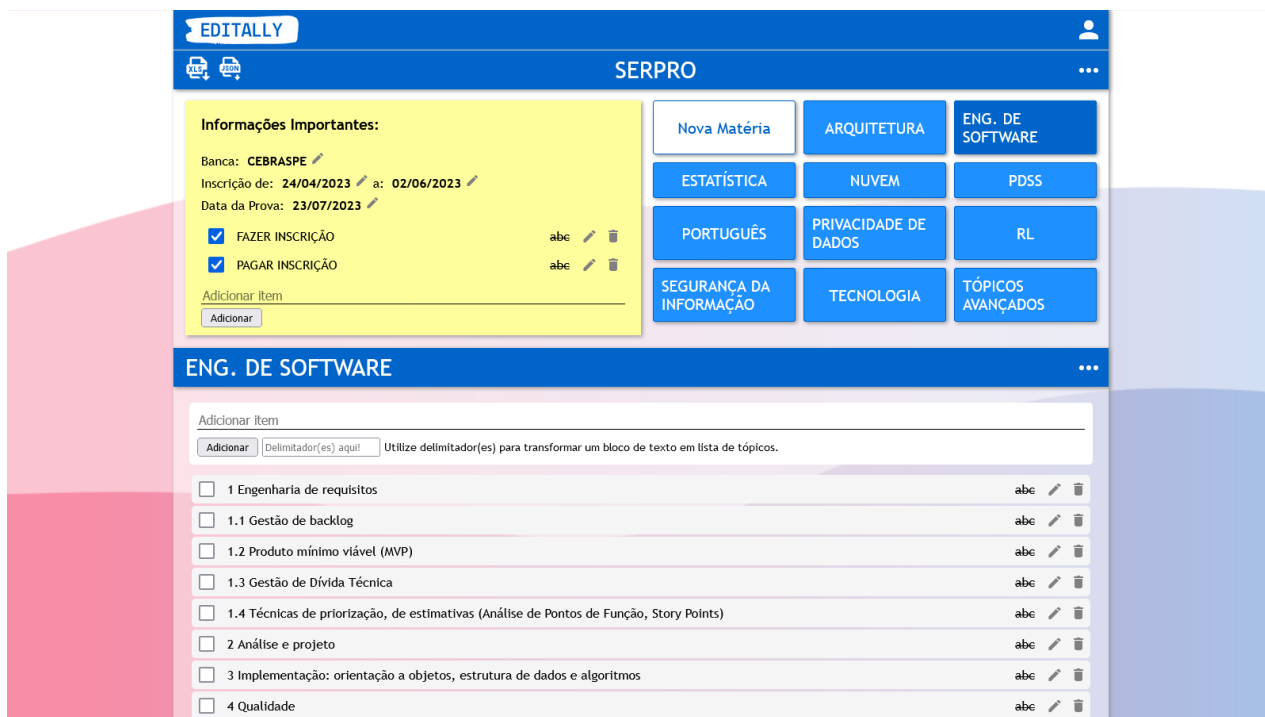 EDITALLY
XLS JSON
SERPRO
Informações Importantes:
Banca: CEBRASPE
Inscrição de: 24/04/2023 a: 02/06/2023
Data da Prova: 23/07/2023
FAZER INSCRIÇÃO abc
PAGAR INSCRIÇÃO abc
Adicionar item
Adicionar
Nova Matéria
ARQUITETURA
ENG. DE
SOFTWARE
ESTATÍSTICA
NUVEM
PDSS
PORTUGUÊS
PRIVACIDADE DE
DADOS
RL
SEGURANÇA DA
INFORMAÇÃO
TECNOLOGIA
TÓPICOS
AVANÇADOS
ENG. DE SOFTWARE
Adicionar item
Adicionar Delimitador(es) aqui! Utilize delimitador(es) para transformar um bloco de texto em lista de tópicos.
1 Engenharia de requisitos abc
1.1 Gestão de backlog abc
1.2 Produto mínimo viável (MVP) abc
1.3 Gestão de Dívida Técnica abc
1.4 Técnicas de priorização, de estimativas (Análise de Pontos de Função, Story Points) abc
2 Análise e projeto abc
3 Implementação: orientação a objetos, estrutura de dados e algoritmos abc
4 Qualidade abc